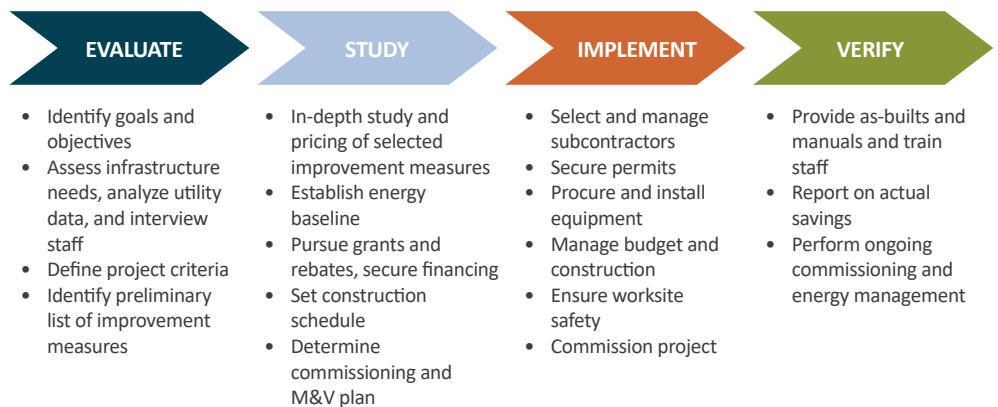 EVALUATE
• Identify goals and
objectives
• Assess infrastructure
needs, analyze utility
data, and interview
staff
• Define project criteria
• Identify preliminary
list of improvement
measures
STUDY
• In-depth study and
pricing of selected
improvement measures
• Establish energy
baseline
• Pursue grants and
rebates, secure financing
• Set construction
schedule
• Determine
commissioning and
M&V plan
IMPLEMENT
• Select and manage
subcontractors
• Secure permits
• Procure and install
equipment
• Manage budget and
construction
• Ensure worksite
safety
• Commission project
VERIFY
• Provide as-builts and
manuals and train
staff
• Report on actual
savings
• Perform ongoing
commissioning and
energy management